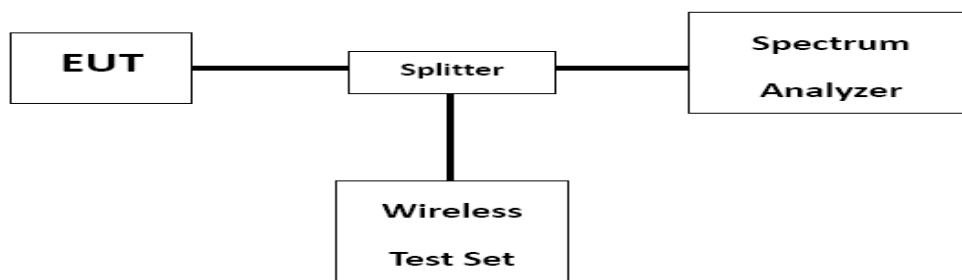 EUT
Splitter
Spectrum
Analyzer
Wireless
Test Set